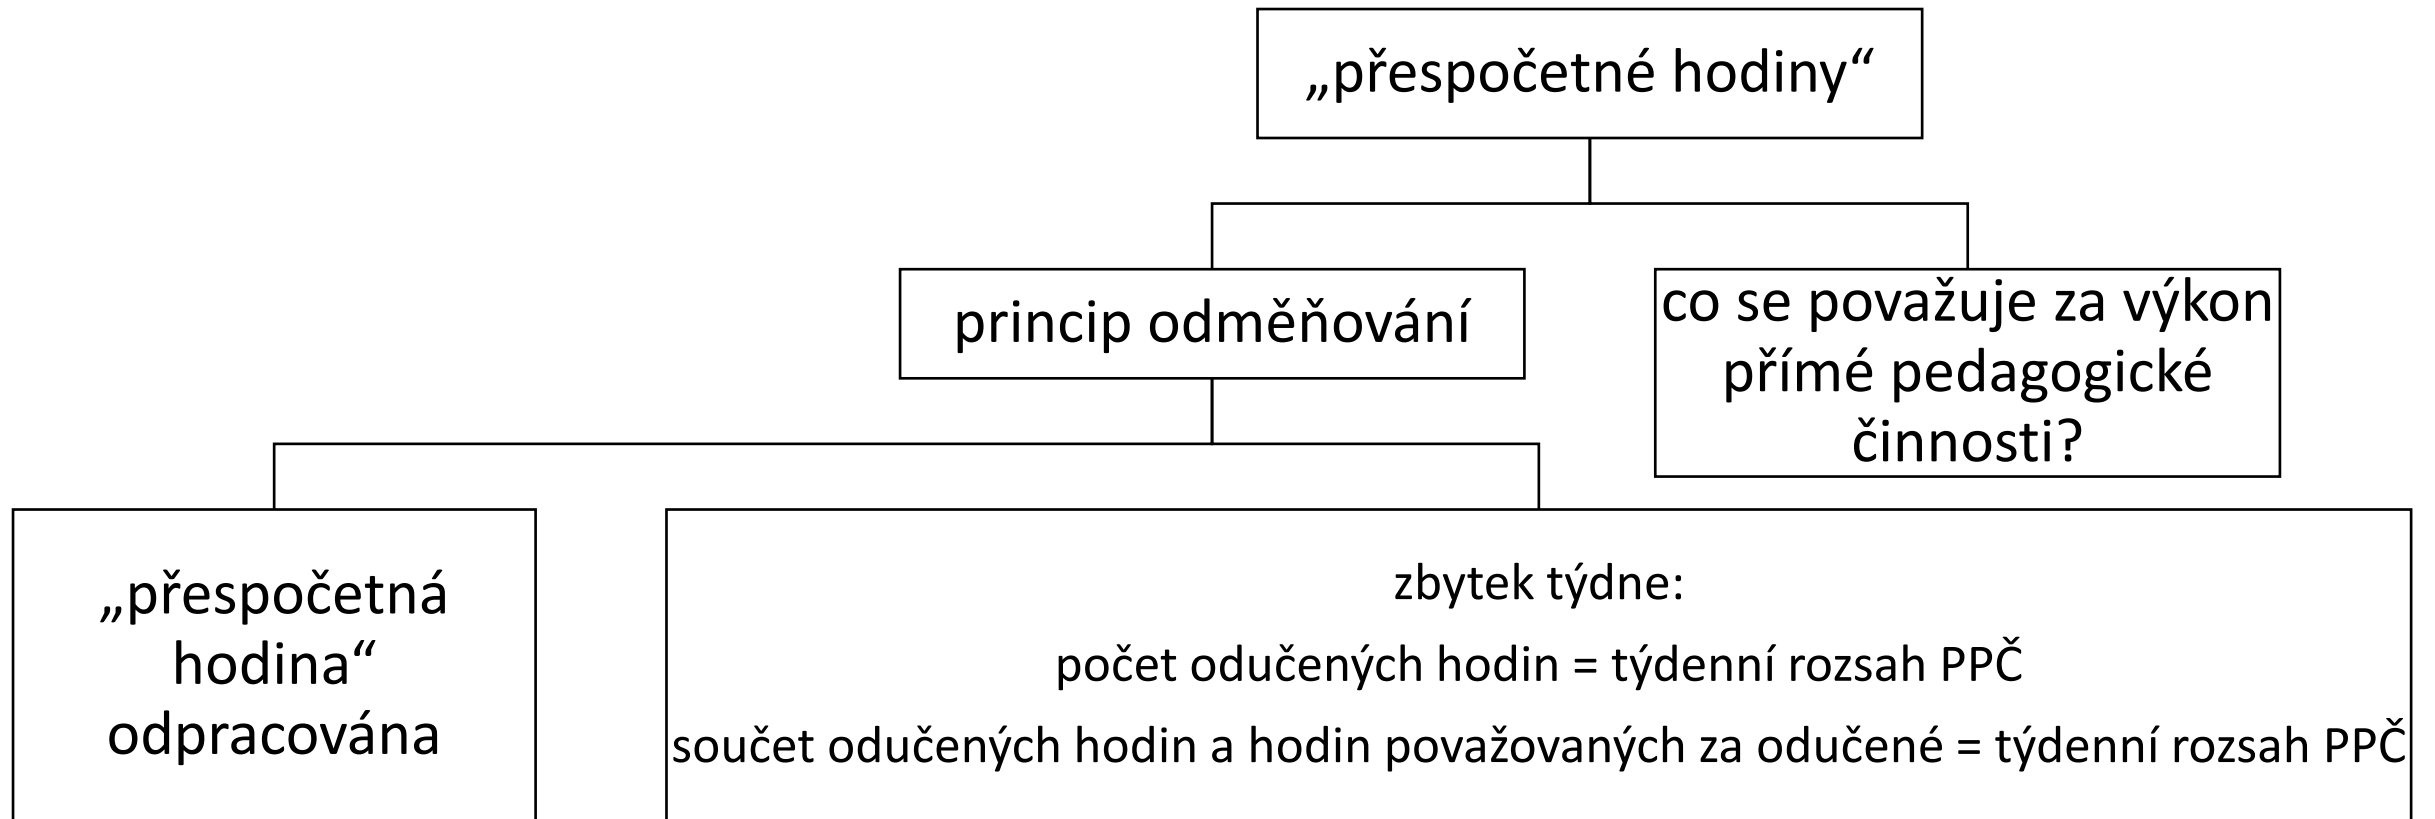 „přespočetné hodiny“
princip odměňování
co se považuje za výkon
přímé pedagogické
činnosti?
„přespočetná
hodina“
odpracována
zbytek týdne:
počet odučených hodin = týdenní rozsah PPČ
součet odučených hodin a hodin považovaných za odučené = týdenní rozsah PPČ